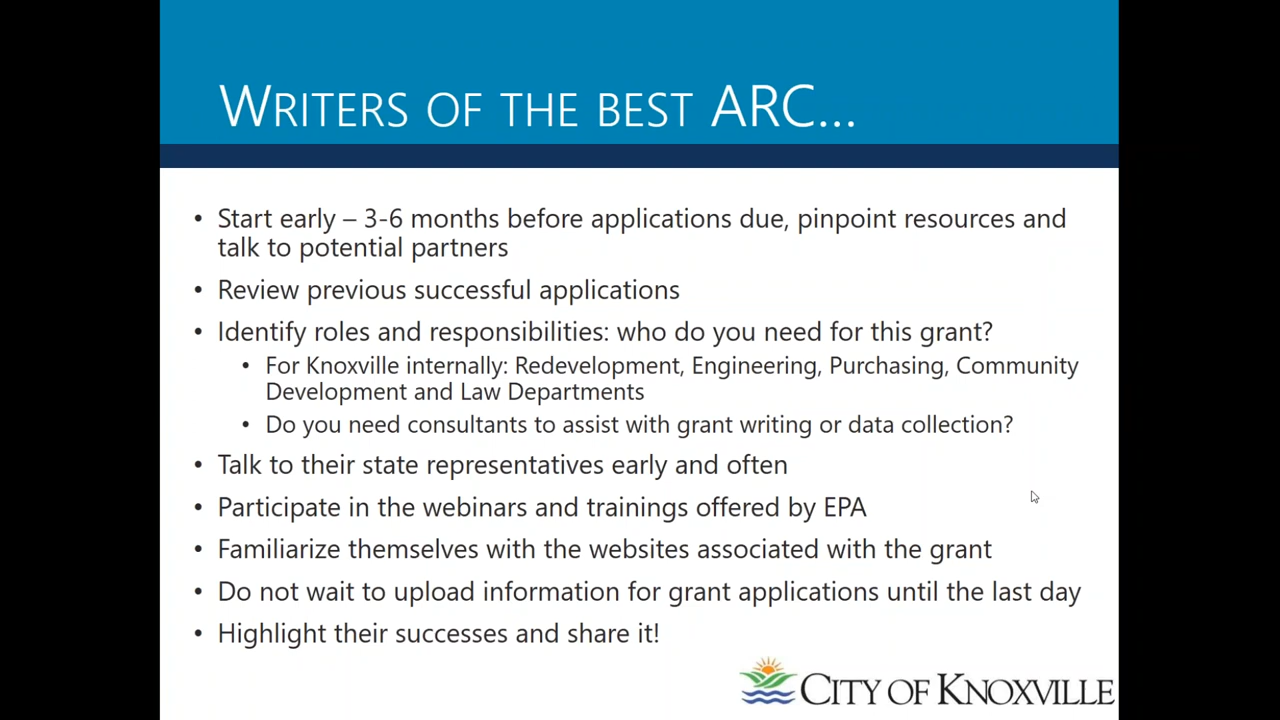 WRITERS OF THE BEST ARC...
• Start early – 3-6 months before applications due, pinpoint resources and
talk to potential partners
• Review previous successful applications
• Identify roles and responsibilities: who do you need for this grant?
• For Knoxville internally: Redevelopment, Engineering, Purchasing, Community
Development and Law Departments
• Do you need consultants to assist with grant writing or data collection?
• Talk to their state representatives early and often
• Participate in the webinars and trainings offered by EPA
• Familiarize themselves with the websites associated with the grant
• Do not wait to upload information for grant applications until the last day
• Highlight their successes and share it!
CITY OF KNOXVILLE